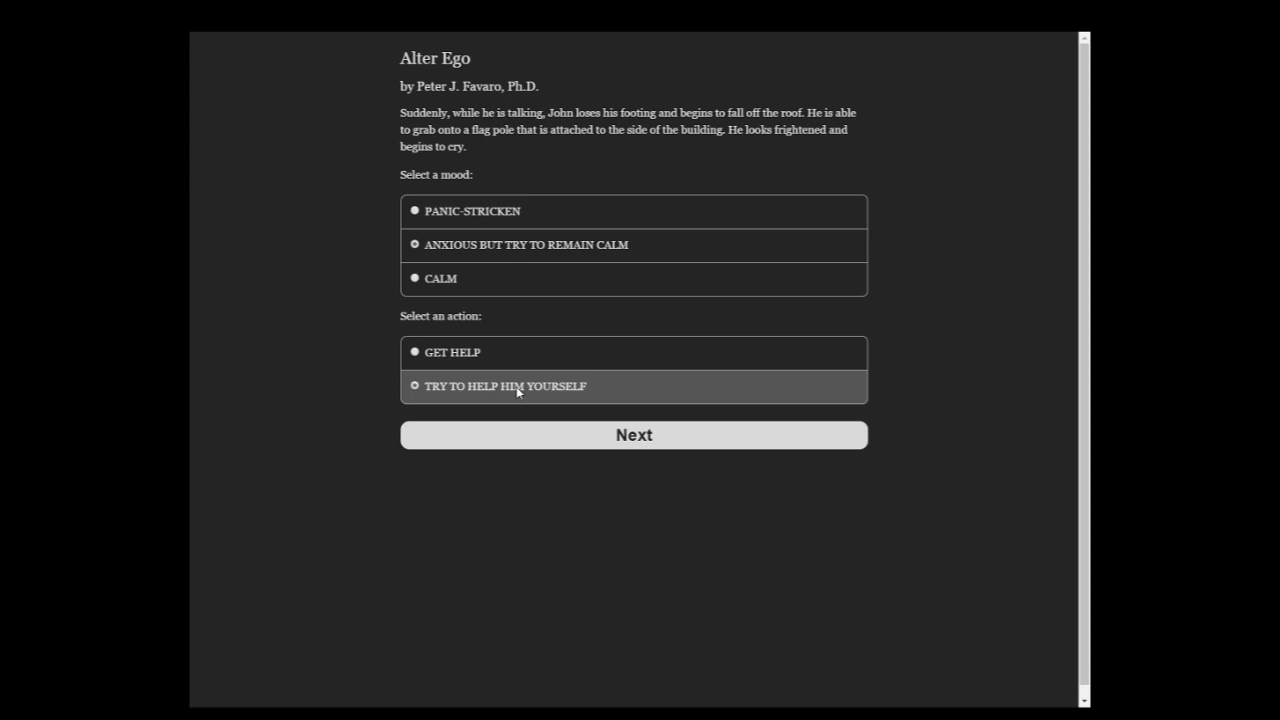 Alter Ego
by Peter J. Favaro, Ph.D.
Suddenly, while he is talking, John loses his footing and begins to fall off the roof. He is able
to grab onto a flag pole that is attached to the side of the building. He looks frightened and
begins to cry.
Select a mood:
PANIC-STRICKEN
ANXIOUS BUT TRY TO REMAIN CALM
CALM
Select an action:
GET HELP
TRY TO HELP HIM YOURSELF
Next